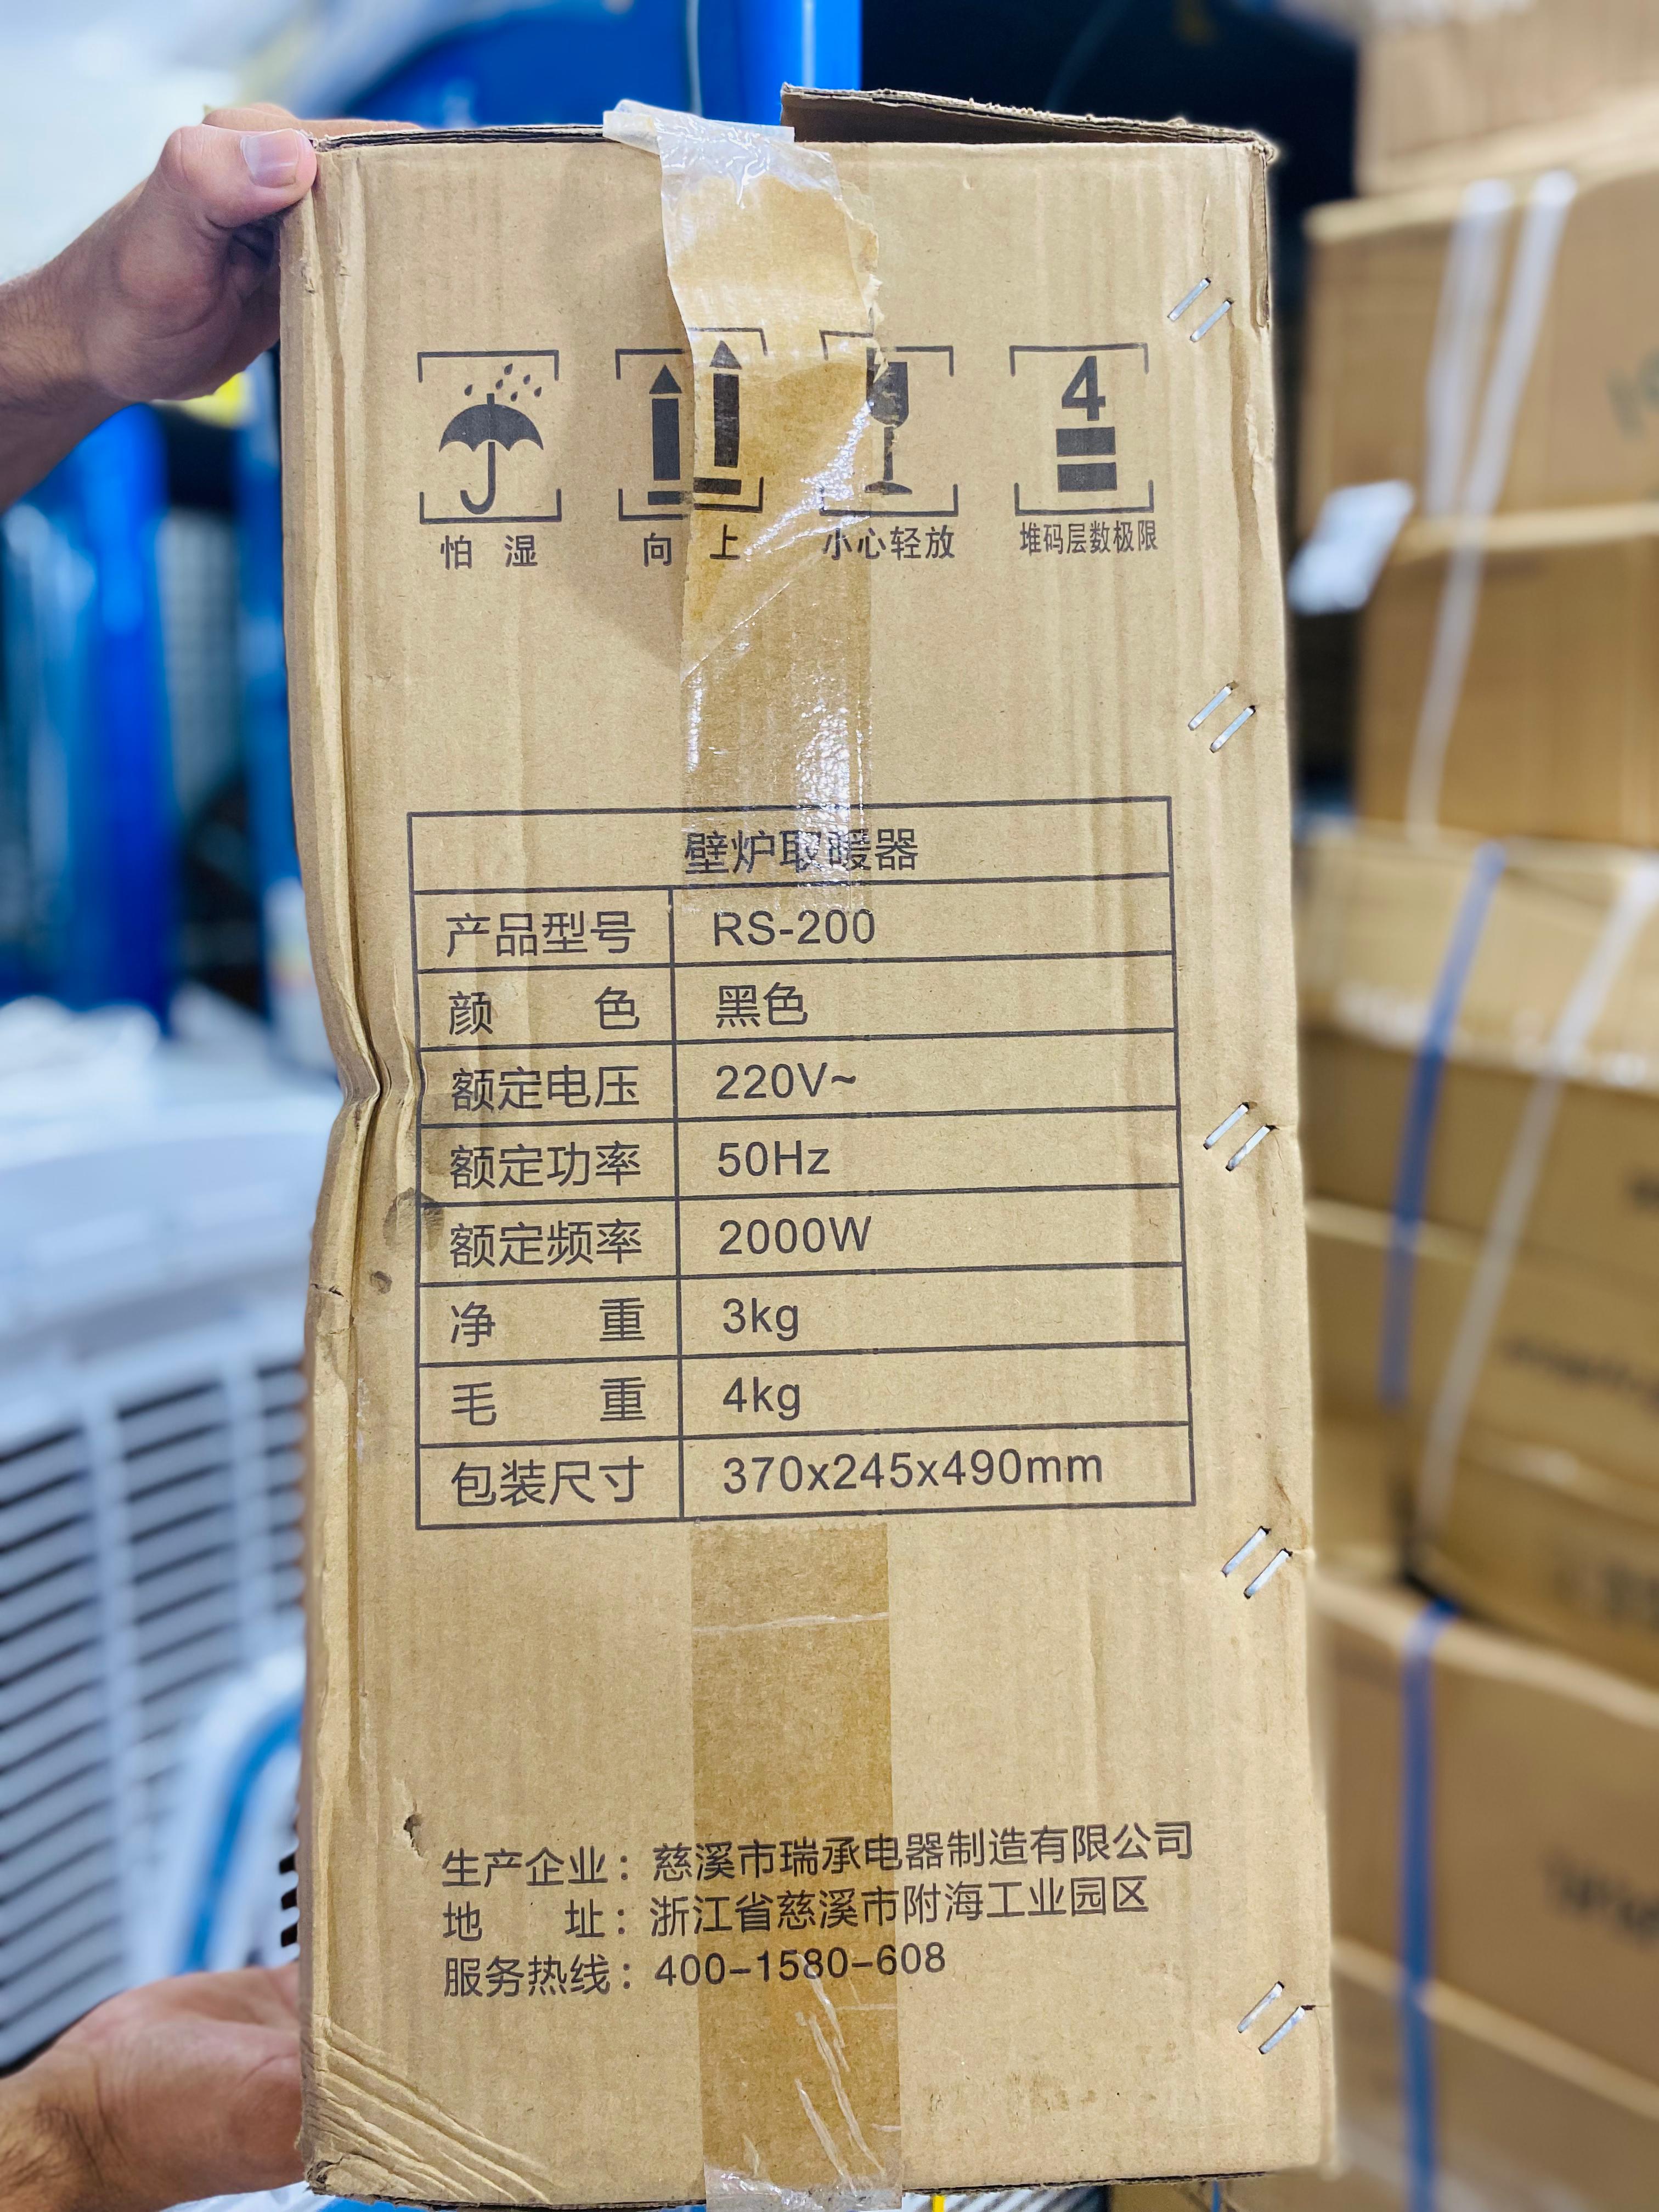 4
怕湿 向上 小心轻放 堆码层数极限
壁炉取暖器
产品型号 RS-200
颜色 黑色
额定电压 220V~
额定功率 50Hz
额定频率 2000W
净重 3kg
毛重 4kg
包装尺寸 370x245x490mm
生产企业：慈溪市瑞承电器制造有限公司
地址：浙江省慈溪市附海工业园区
服务热线：400-1580-608